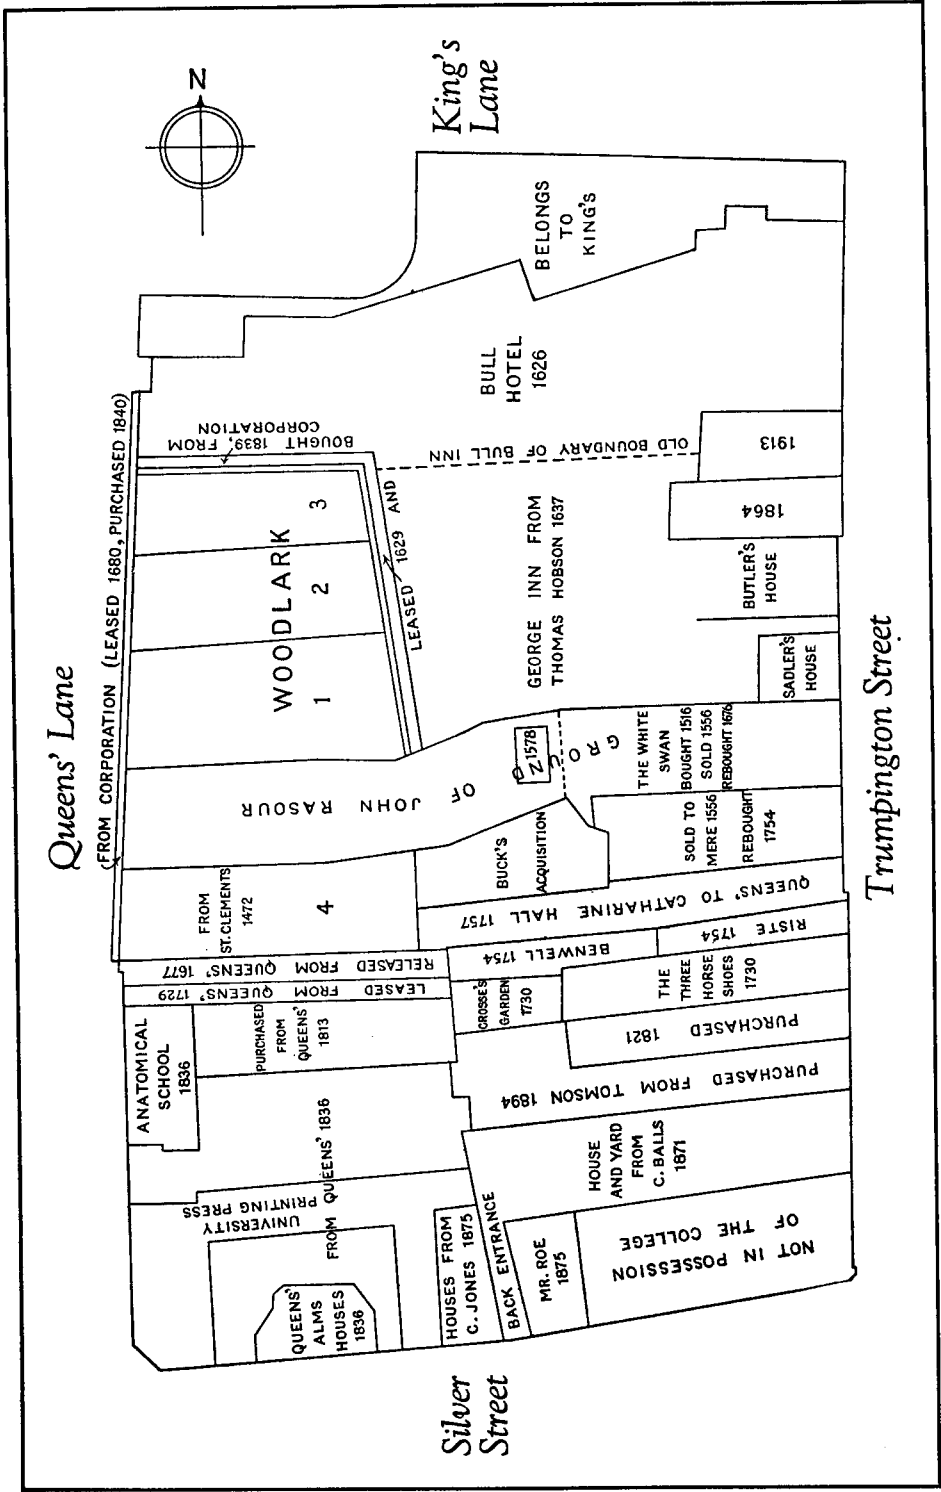 N
King's
Lane
Queens' Lane
(FROM CORPORATION (LEASED 1680, PURCHASED 1840)
BELONGS
TO
KING'S
BULL
HOTEL
1626
BOUGHT 1839, FROM
CORPORATION
LEASED 1629 AND
OLD BOUNDARY OF BULL INN
1913
1864
WOODLARK
1
2
3
GEORGE INN FROM
THOMAS HOBSON 1637
BUTLER'S
HOUSE
SADLER'S
HOUSE
GROUND OF JOHN RASOUR
1578
THE WHITE
SWAN
BOUGHT 1516
SOLD 1556
REBOUGHT 1676
SOLD TO
MERE 1556
REBOUGHT
1754
BUCK'S
ACQUISITION
FROM
ST. CLEMENTS
1472
4
QUEENS' TO CATHARINE HALL 1757
RELEASED FROM QUEENS' 1677
LEASED FROM QUEENS' 1729
BENWELL 1754
RISTE 1754
CROSSE'S
GARDEN
1730
THE
THREE
HORSE
SHOES
1730
PURCHASED
FROM
QUEENS'
1813
ANATOMICAL
SCHOOL
1836
PURCHASED 1821
PURCHASED FROM TOMSON 1894
FROM QUEENS' 1836
UNIVERSITY
PRINTING PRESS
HOUSE
AND YARD
FROM
C. BALLS
1871
QUEENS'
ALMS
HOUSES
1836
HOUSES FROM
C. JONES 1875
BACK ENTRANCE
MR. ROE
1875
NOT IN POSSESSION
OF THE COLLEGE
Silver
Street
Trumpington Street